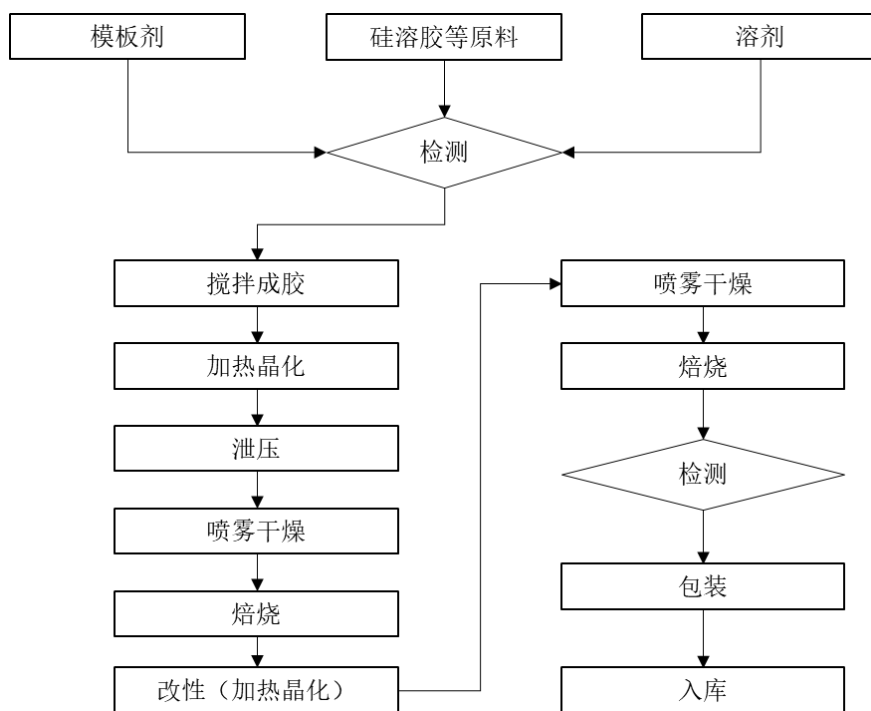 模板剂
硅溶胶等原料
溶剂
检测
搅拌成胶
加热晶化
泄压
喷雾干燥
焙烧
改性（加热晶化）
喷雾干燥
焙烧
检测
包装
入库